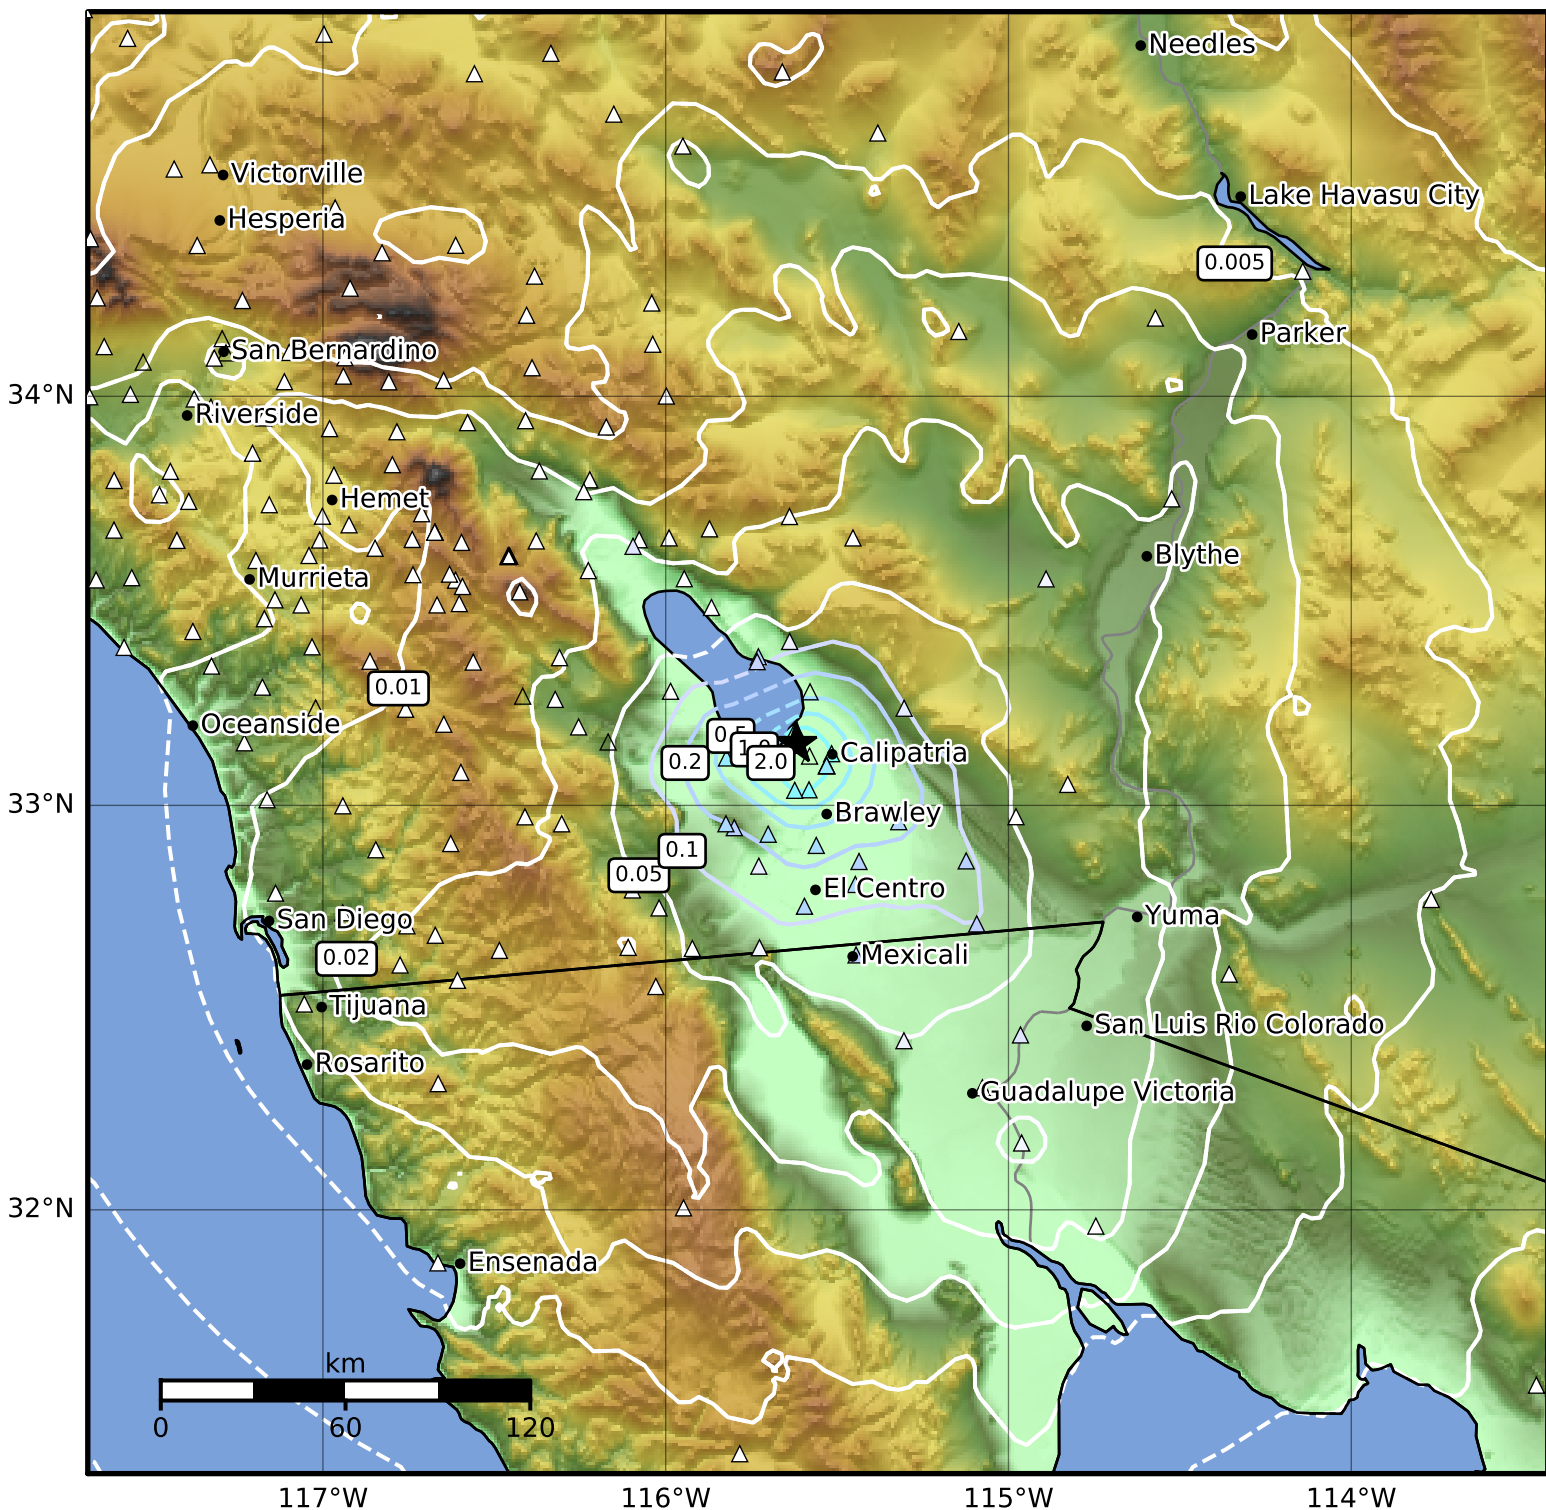 Needles
Victorville
Lake Havasu City
Hesperia
0.005
Parker
San Bernardino
34°N
Riverside
Hemet
Blythe
Murrieta
0.01
Oceanside
0.2
2.0
Calipatria
33°N
Brawley
0.1
0.05
El Centro
San Diego
Yuma
0.02
Mexicali
Tijuana
San Luis Rio Colorado
Rosarito
Guadalupe Victoria
32°N
Ensenada
km
0 60 120
117°W 116°W 115°W 114°W